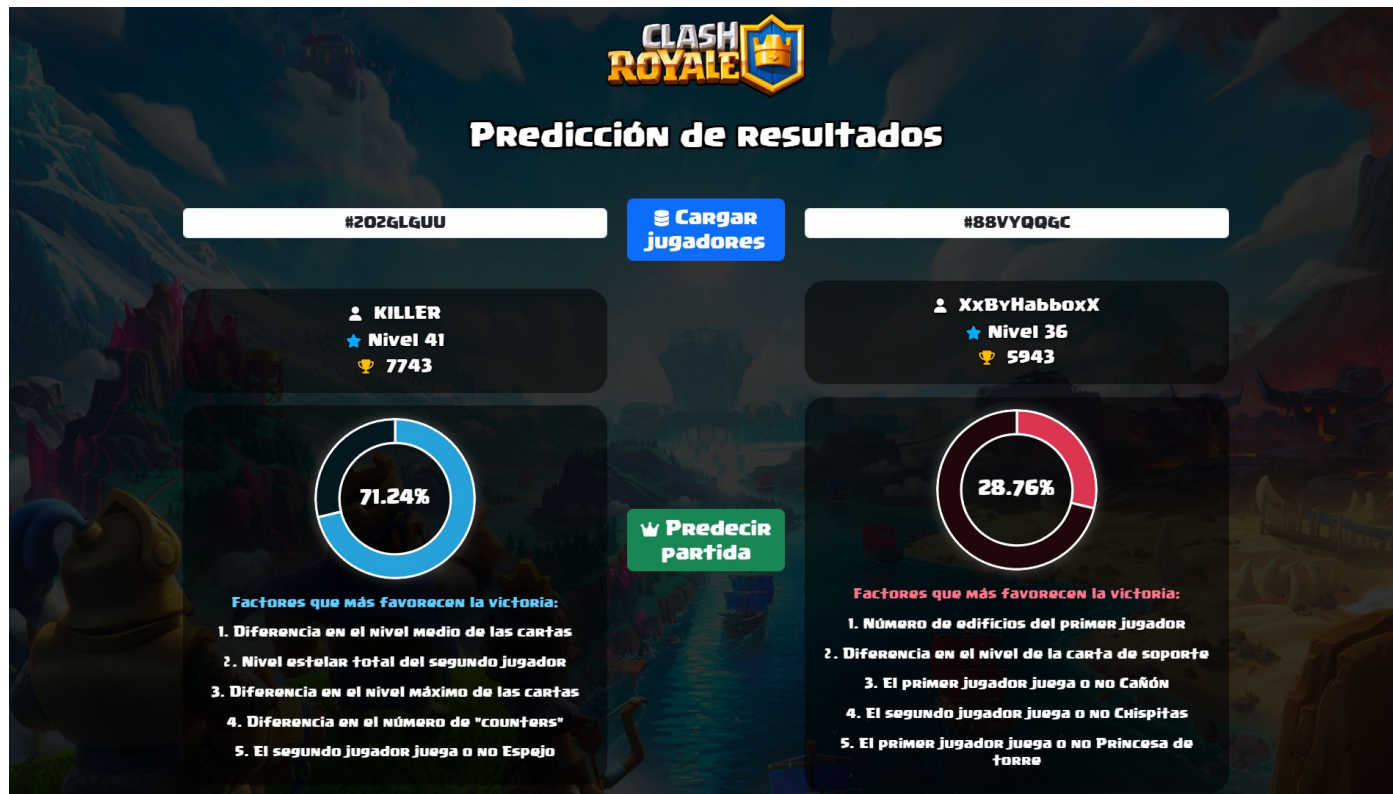 CLASH
ROYALE
Predicción de resultados
#202GLGUU
Cargar
jugadores
#88VYQQGC
KILLER
Nivel 41
7743
XxByHabboxX
Nivel 36
5943
71.24%
Predecir
partida
28.76%
Factores que más favorecen la victoria:
1. Diferencia en el nivel medio de las cartas
2. Nivel estelar total del segundo jugador
3. Diferencia en el nivel máximo de las cartas
4. Diferencia en el número de "counters"
5. El segundo jugador juega o no Espejo
Factores que más favorecen la victoria:
1. Número de edificios del primer jugador
2. Diferencia en el nivel de la carta de soporte
3. El primer jugador juega o no Cañón
4. El segundo jugador juega o no Chispitas
5. El primer jugador juega o no Princesa de
torre